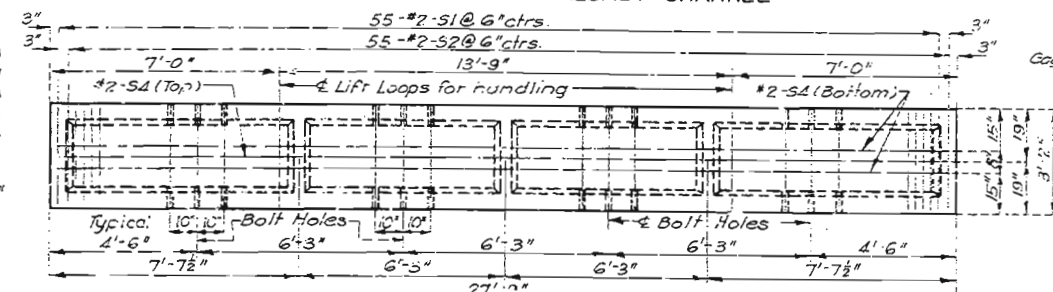 CHANNEL
3" 55-#2-S1@ 6"ctrs. 3"
3" 55-#2-S2@ 6"ctrs. 3"
7'-0" 13'-9" 7'-0"
#2-S4 (Top) ℄ Lift Loops for handling #2-S4 (Bottom)
15" 8" 15"
19" 19"
Typical 10" 10" Bolt Holes 10" 10" ℄ Bolt Holes
4'-6" 6'-3" 6'-3" 6'-3" 4'-6"
7'-7½" 6'-3" 6'-3" 7'-7½"